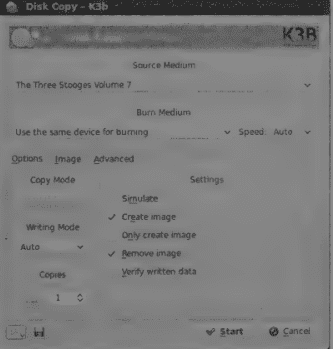 Disk Copy – K3b
K3B
Source Medium
The Three Stooges Volume 7
Burn Medium
Use the same device for burning
Speed: Auto
Options Image Advanced
Copy Mode
Settings
Simulate
Writing Mode
Create image
Only create image
Auto
Remove image
Copies
Verify written data
1
Start Cancel